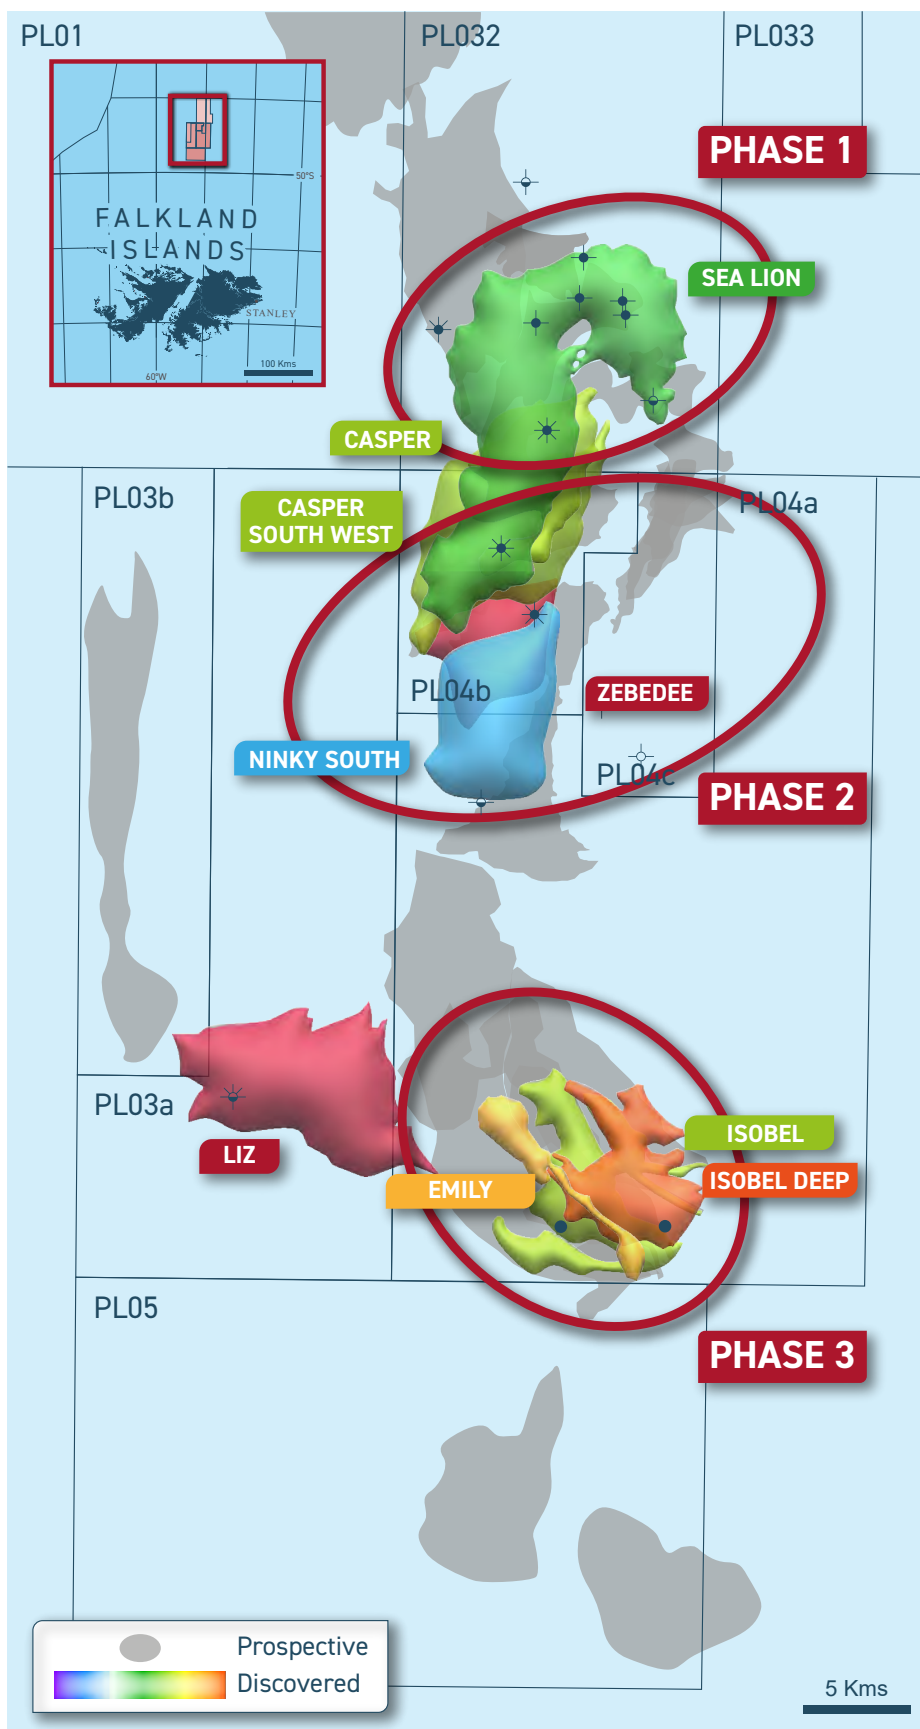 PL01
PL032
PL033
50°S
FALKLAND
ISLANDS
STANLEY
100 Kms
60°W
PHASE 1
SEA LION
CASPER
PL03b
CASPER
SOUTH WEST
PL04a
PL04b
ZEBEDEE
NINKY SOUTH
PL04c
PHASE 2
PL03a
LIZ
ISOBEL
EMILY
ISOBEL DEEP
PL05
PHASE 3
Prospective
Discovered
5 Kms